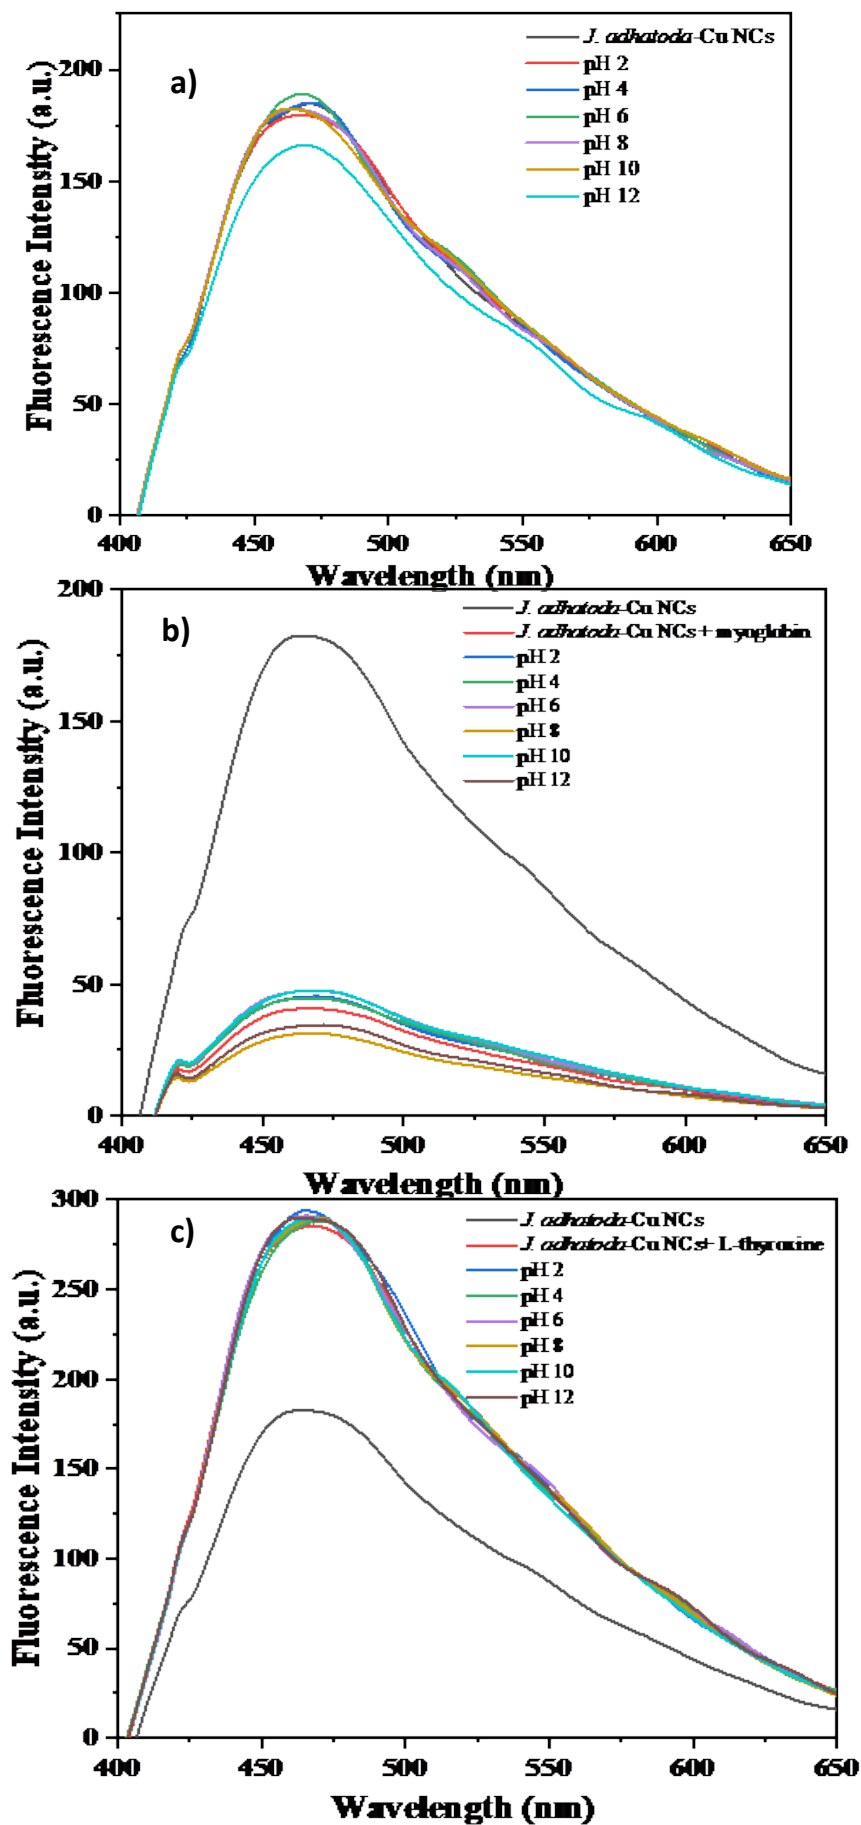 a)
J. adhatoda-Cu NCs
pH 2
pH 4
pH 6
pH 8
pH 10
pH 12
Fluorescence Intensity (a.u.)
200
150
100
50
0
400 450 500 550 600 650
Wavelength (nm)
b)
J. adhatoda-Cu NCs
J. adhatoda-Cu NCs + myoglobin
pH 2
pH 4
pH 6
pH 8
pH 10
pH 12
Fluorescence Intensity (a.u.)
200
150
100
50
0
400 450 500 550 600 650
Wavelength (nm)
c)
J. adhatoda-Cu NCs
J. adhatoda-Cu NCs+ L-thyroxine
pH 2
pH 4
pH 6
pH 8
pH 10
pH 12
Fluorescence Intensity (a.u.)
300
250
200
150
100
50
0
400 450 500 550 600 650
Wavelength (nm)